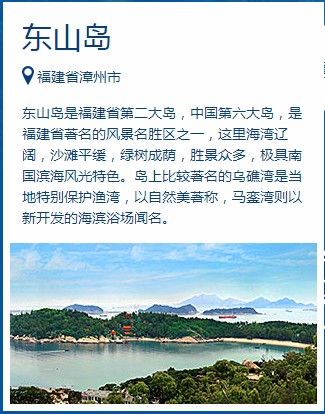 东山岛
福建省漳州市
东山岛是福建省第二大岛，中国第六大岛，是
福建省著名的风景名胜区之一，这里海湾辽
阔，沙滩平缓，绿树成荫，胜景众多，极具南
国滨海风光特色。岛上比较著名的乌礁湾是当
地特别保护渔湾，以自然美著称，马銮湾则以
新开发的海滨浴场闻名。